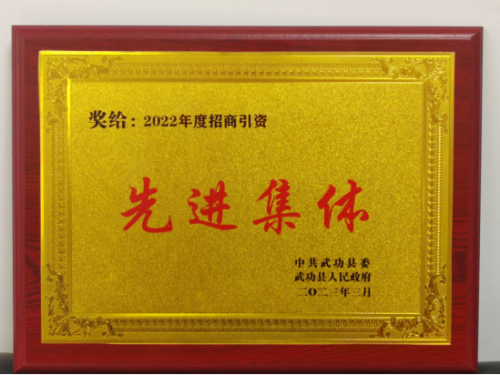 奖给：2022年度招商引资
先进集体
中共武功县委
武功县人民政府
二〇二三年三月